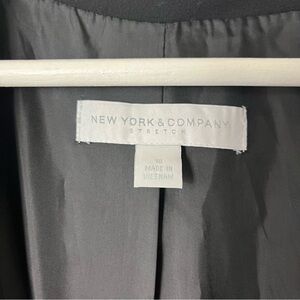 NEW YORK & COMPANY
STRETCH
MADE IN
VIETNAM